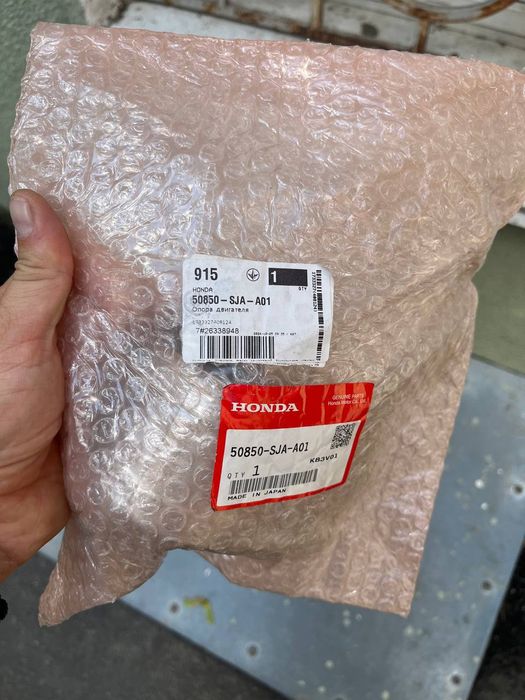 915
1
QTY
HONDA
50850-SJA-A01
Опора двигателя
7#26338948
HONDA
GENUINE PARTS
Honda Motor Co., Ltd.
50850-SJA-A01
QTY 1
KB3V01
MADE IN JAPAN